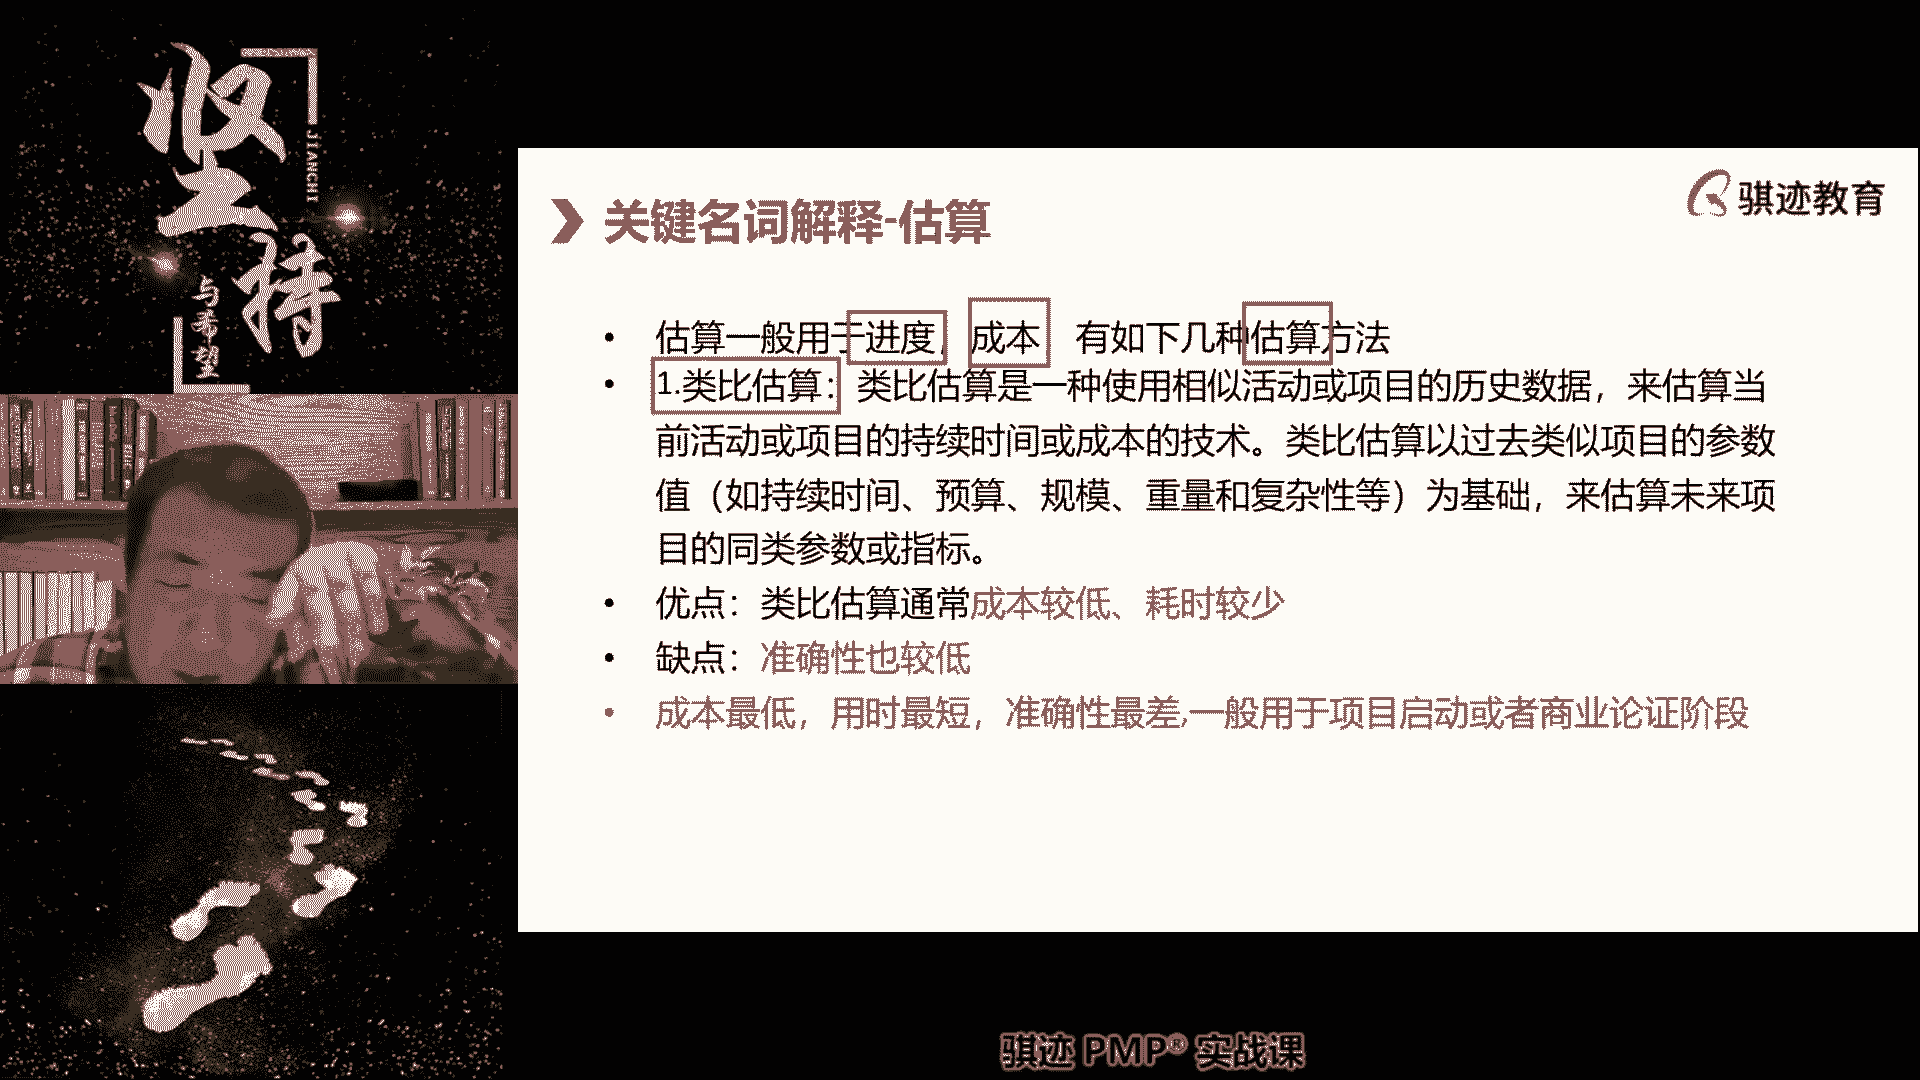 坚持
JIANCHI
与希望
骐迹教育
关键名词解释-估算
• 估算一般用于进度, 成本 有如下几种估算方法
• 1.类比估算：类比估算是一种使用相似活动或项目的历史数据，来估算当
前活动或项目的持续时间或成本的技术。类比估算以过去类似项目的参数
值（如持续时间、预算、规模、重量和复杂性等）为基础，来估算未来项
目的同类参数或指标。
• 优点：类比估算通常成本较低、耗时较少
• 缺点：准确性也较低
• 成本最低，用时最短，准确性最差,一般用于项目启动或者商业论证阶段
骐迹 PMP® 实战课